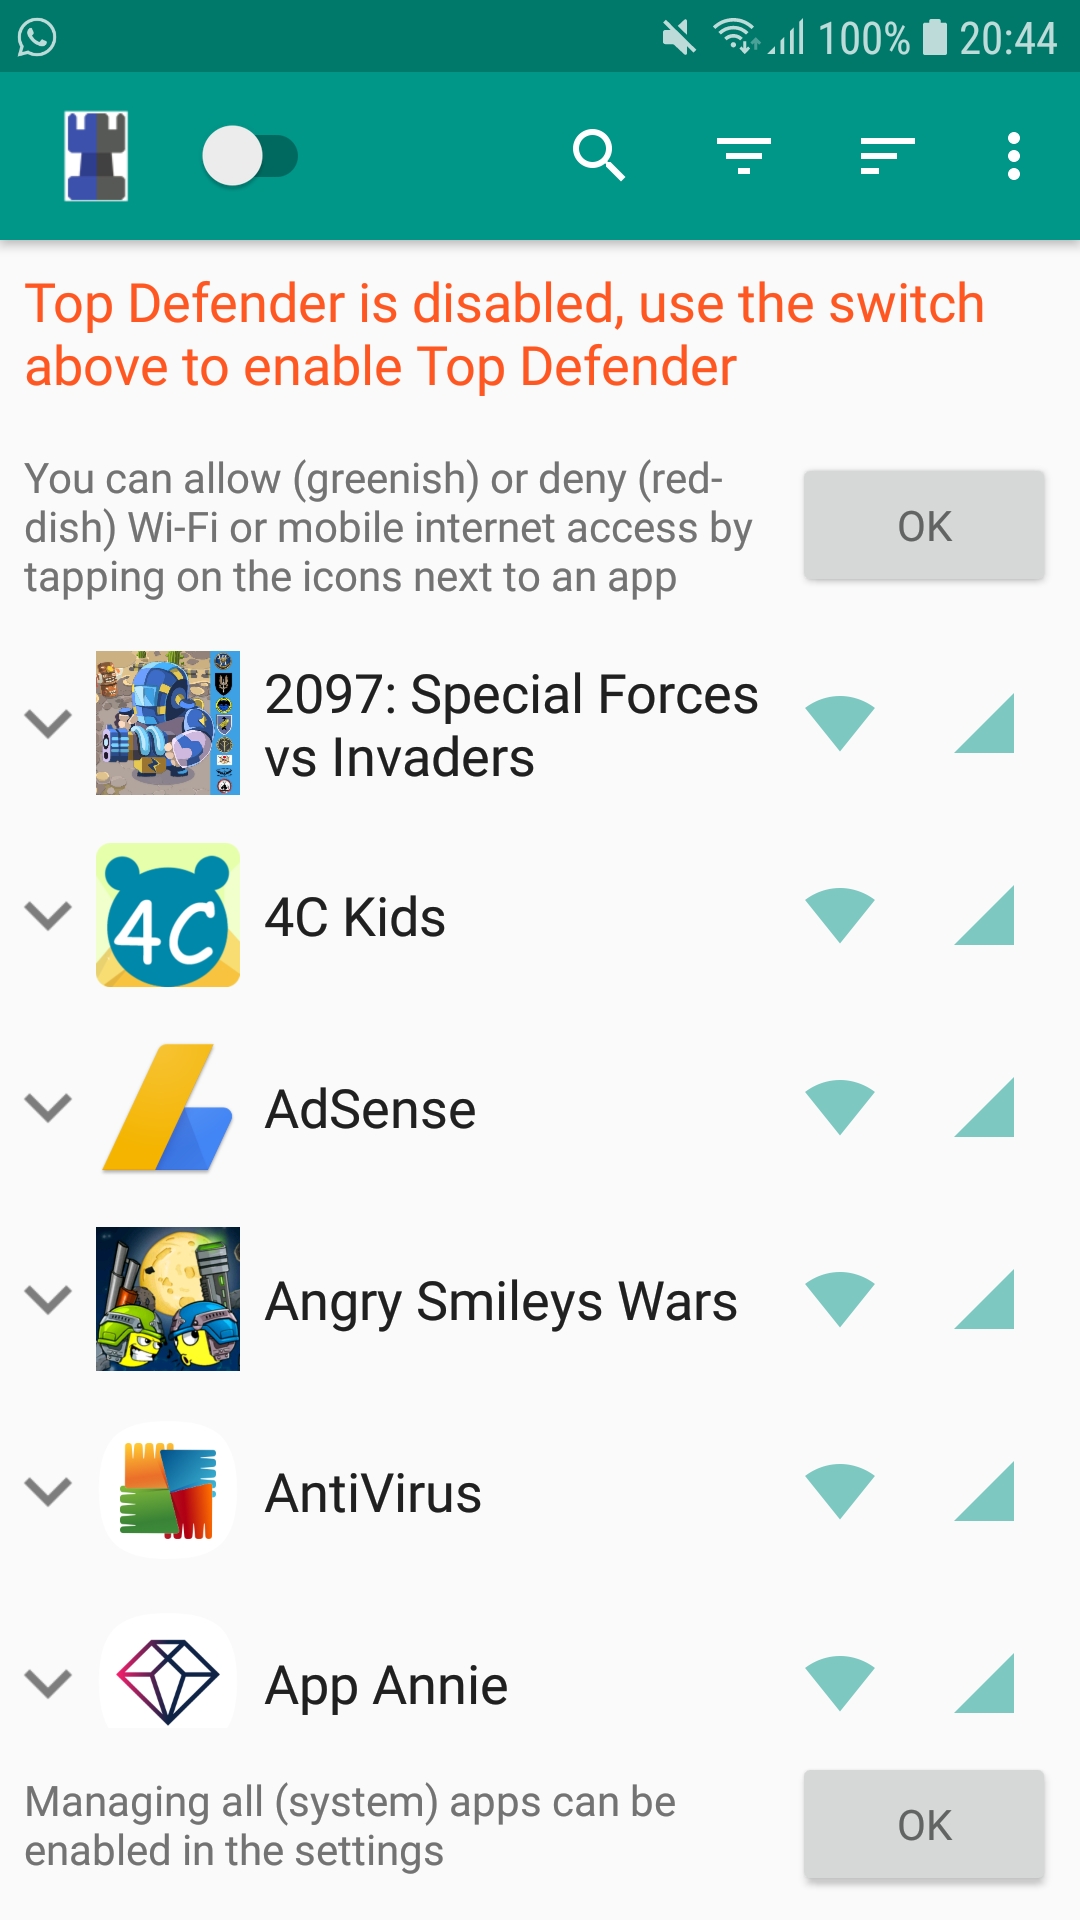 100% 20:44
Top Defender is disabled, use the switch
above to enable Top Defender
You can allow (greenish) or deny (red-
dish) Wi-Fi or mobile internet access by
tapping on the icons next to an app
OK
2097: Special Forces
vs Invaders
4C
4C Kids
AdSense
Angry Smileys Wars
AntiVirus
App Annie
Managing all (system) apps can be
enabled in the settings
OK